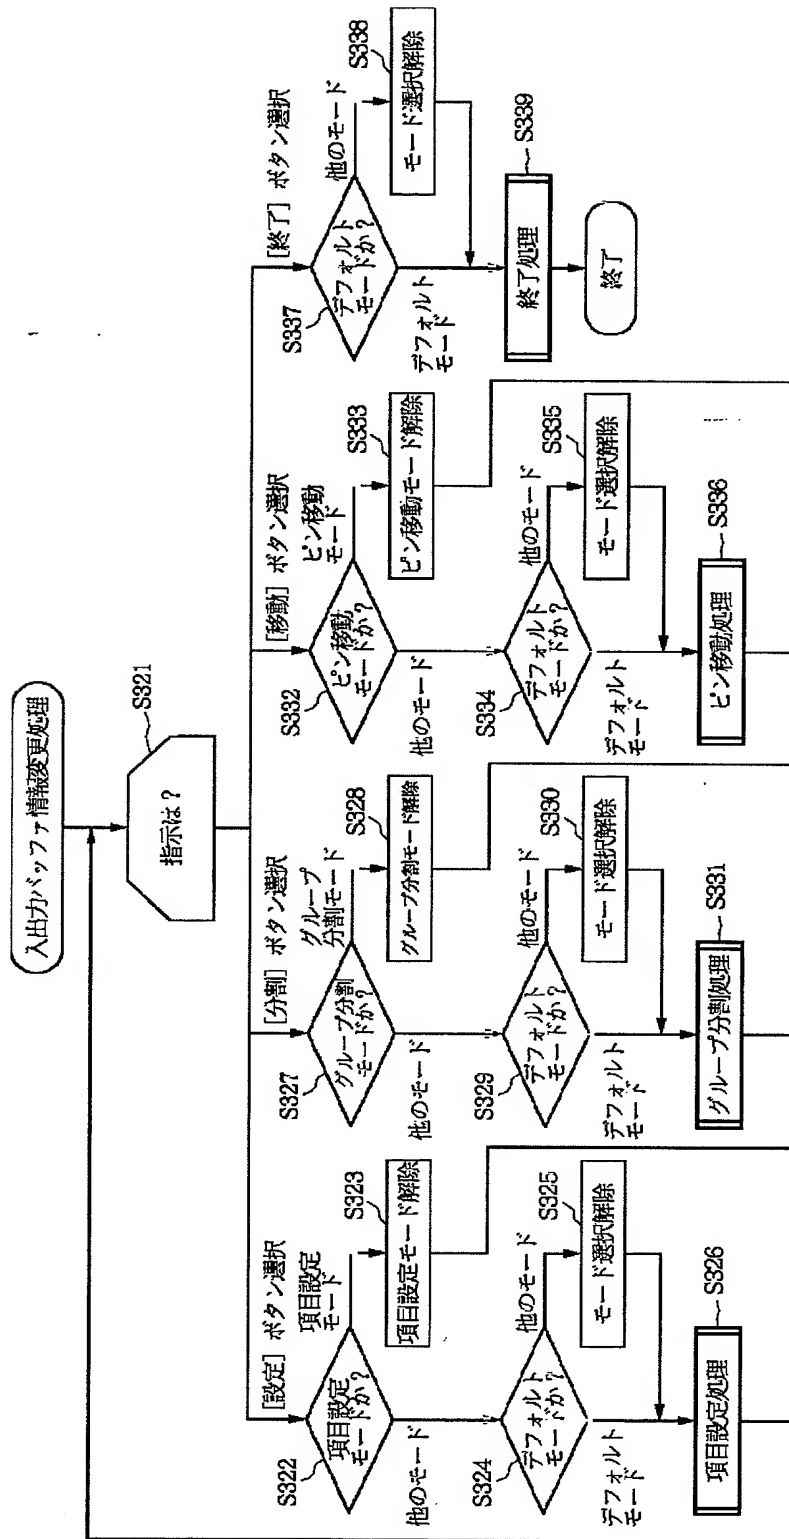 入出力バッファ情報変更処理
S321
指示は？
[設定] ボタン選択
S322
項目設定
モードか？
項目設定
モード
S323
項目設定モード解除
他のモード
S324
デフォルト
モードか？
他のモード
S325
モード選択解除
デフォルト
モード
S326
項目設定処理
[分割] ボタン選択
S327
グループ分割
モードか？
グループ
分割モード
S328
グループ分割モード解除
他のモード
S329
デフォルト
モードか？
他のモード
S330
モード選択解除
デフォルト
モード
S331
グループ分割処理
[移動] ボタン選択
S332
ピン移動
モードか？
ピン移動
モード
S333
ピン移動モード解除
他のモード
S334
デフォルト
モードか？
他のモード
S335
モード選択解除
デフォルト
モード
S336
ピン移動処理
[終了] ボタン選択
S337
デフォルト
モードか？
他のモード
S338
モード選択解除
デフォルト
モード
S339
終了処理
終了